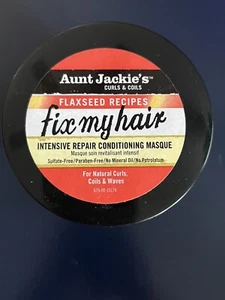 Aunt Jackie's™
CURLS & COILS
FLAXSEED RECIPES
fix my hair
INTENSIVE REPAIR CONDITIONING MASQUE
Masque soin revitalisant intensif
Sulfate-Free/Paraben-Free/No Mineral Oil/No Petrolatum
For Natural Curls,
Coils & Waves